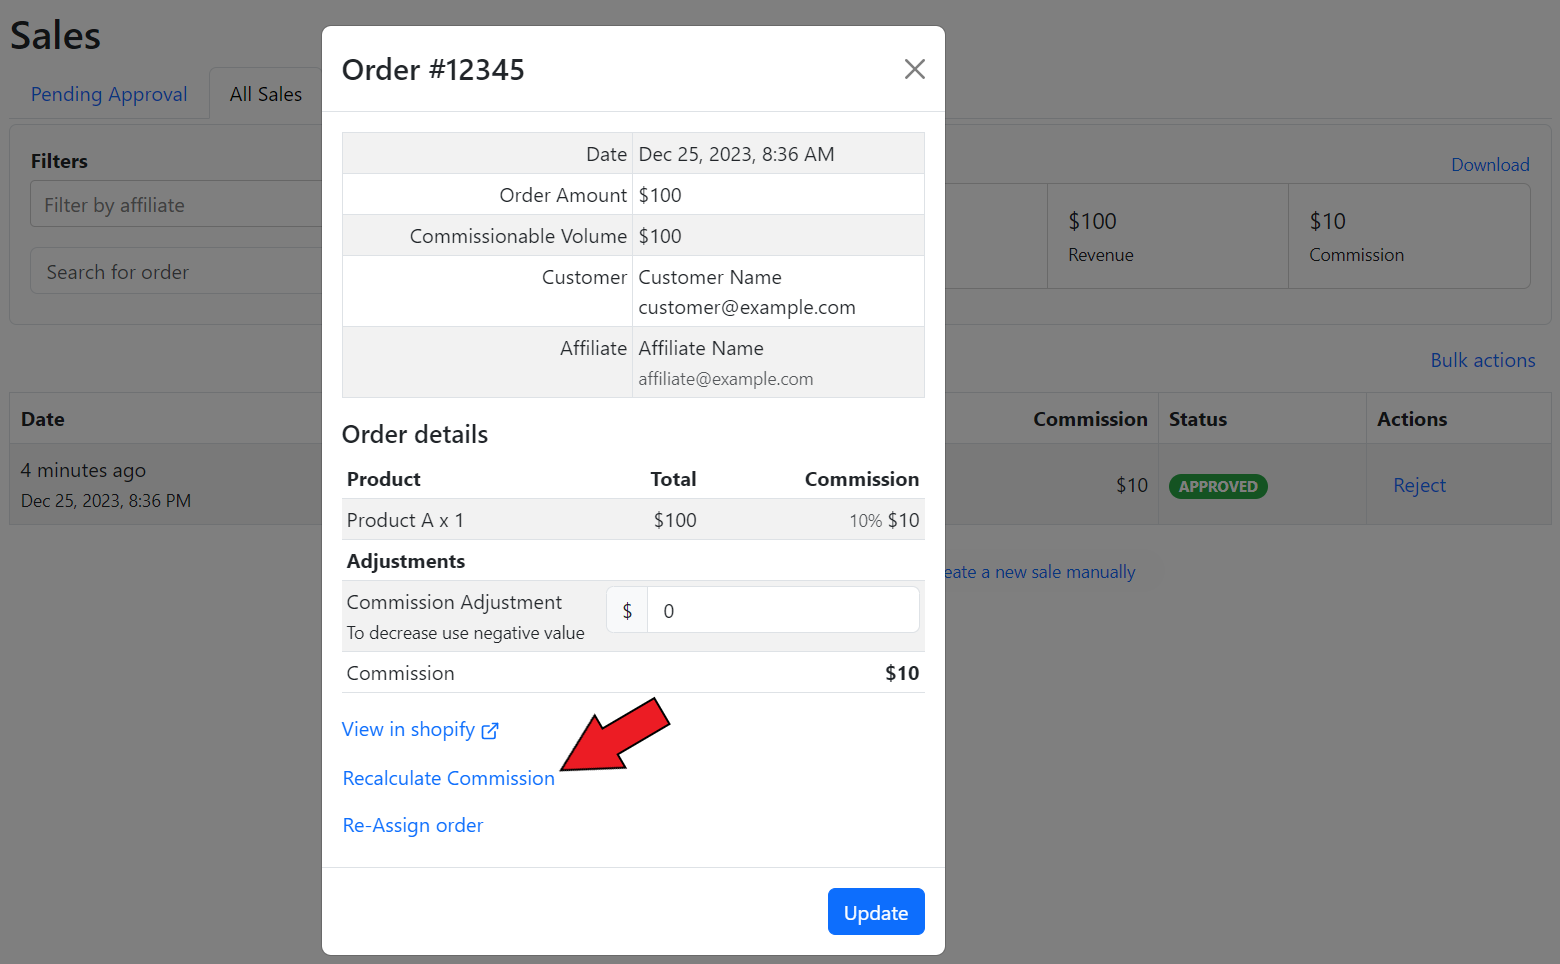 Sales
Pending Approval
All Sales
Filters
Filter by affiliate
Search for order
Download
$100
Revenue
$10
Commission
Bulk actions
Date Commission Status Actions
4 minutes ago
Dec 25, 2023, 8:36 PM
$10 APPROVED Reject
eate a new sale manually
Order #12345
Date Dec 25, 2023, 8:36 AM
Order Amount $100
Commissionable Volume $100
Customer Customer Name
customer@example.com
Affiliate Affiliate Name
affiliate@example.com
Order details
Product Total Commission
Product A x 1 $100 10% $10
Adjustments
Commission Adjustment $ 0
To decrease use negative value
Commission $10
View in shopify
Recalculate Commission
Re-Assign order
Update